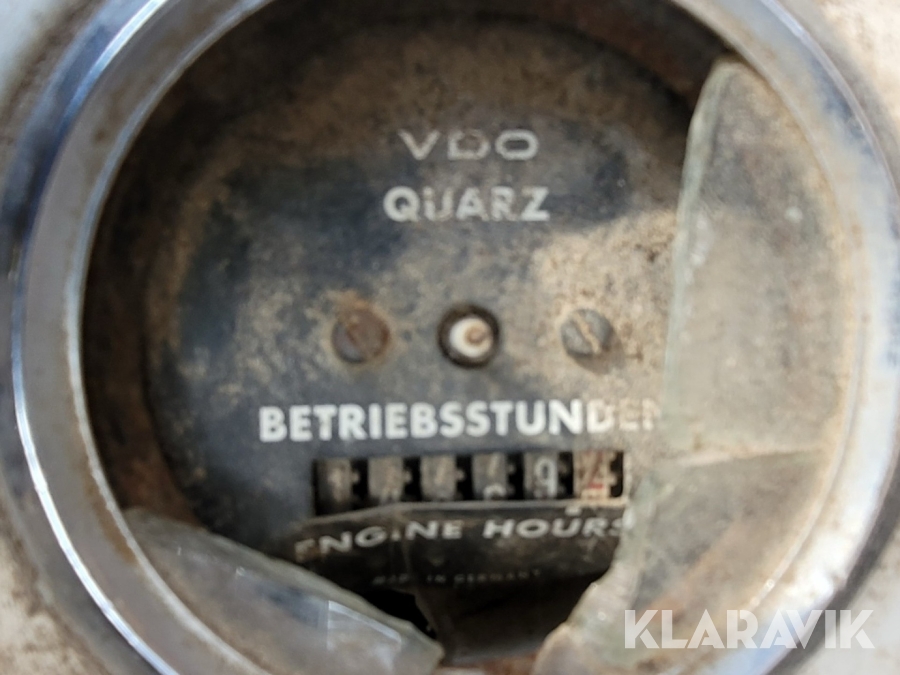 VDO
QUARZ
BETRIEBSSTUNDEN
ENGINE HOURS
KLARAVIK